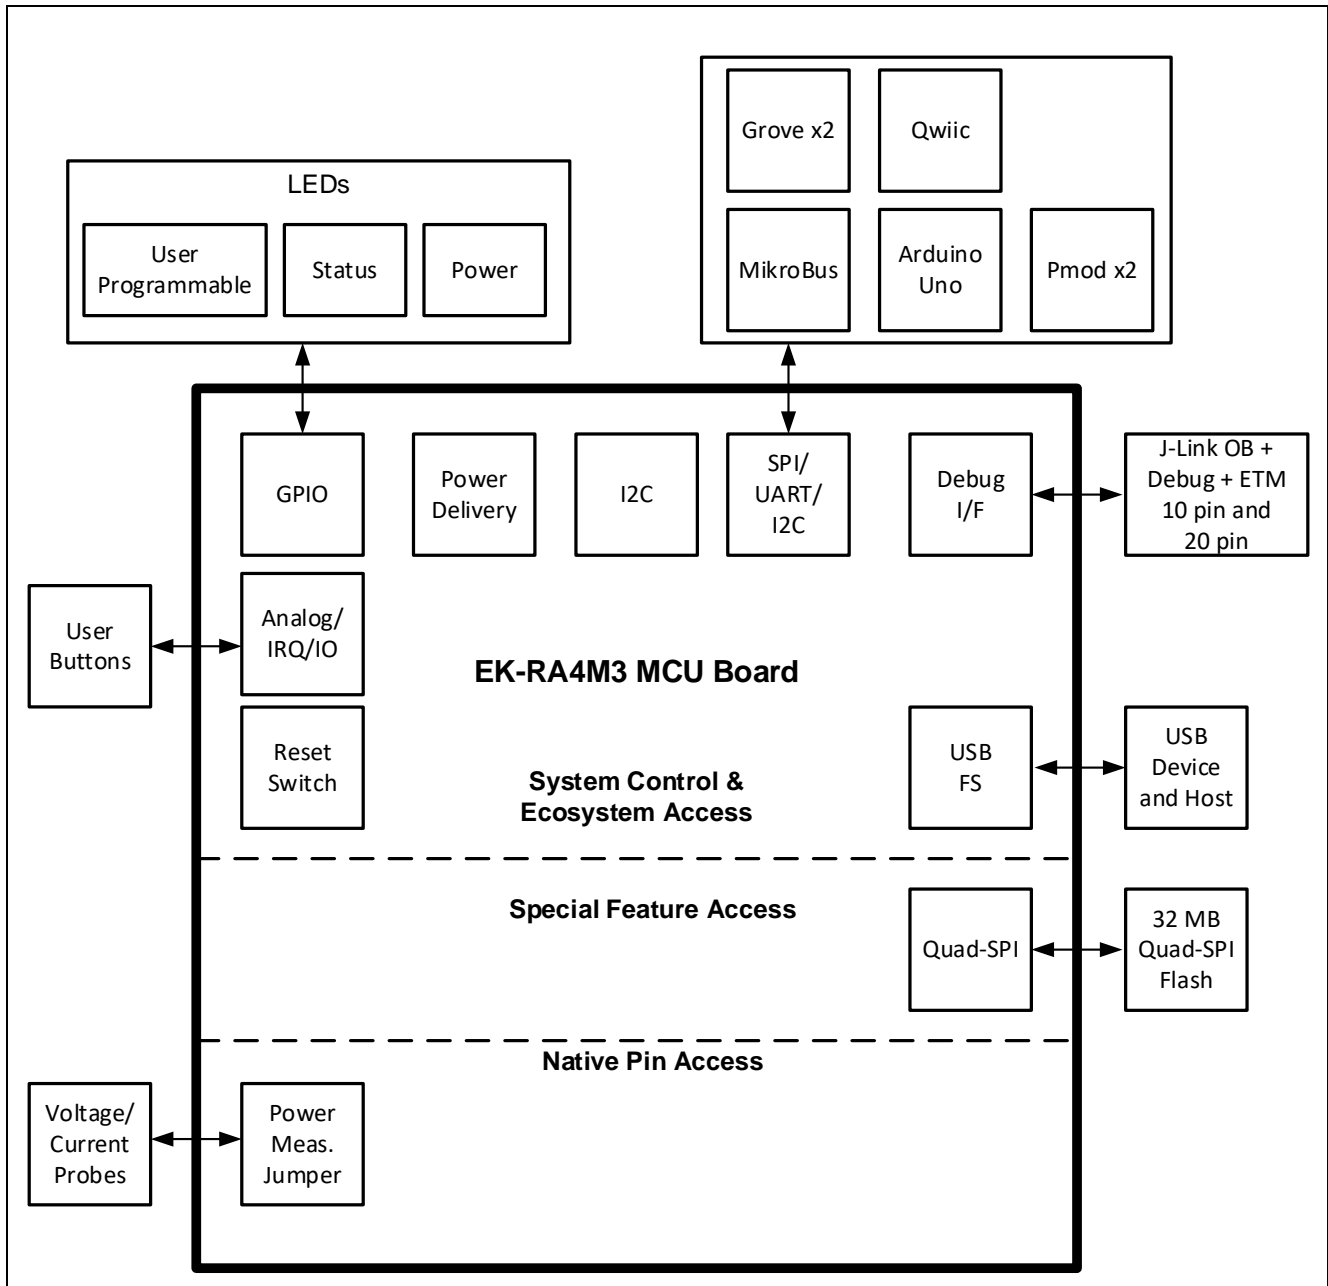 Grove x2
Qwiic
LEDs
User
Programmable
Status
Power
MikroBus
Arduino
Uno
Pmod x2
GPIO
Power
Delivery
I2C
SPI/
UART/
I2C
Debug
I/F
J-Link OB +
Debug + ETM
10 pin and
20 pin
User
Buttons
Analog/
IRQ/IO
EK-RA4M3 MCU Board
Reset
Switch
System Control &
Ecosystem Access
USB
FS
USB
Device
and Host
Special Feature Access
Quad-SPI
32 MB
Quad-SPI
Flash
Native Pin Access
Voltage/
Current
Probes
Power
Meas.
Jumper